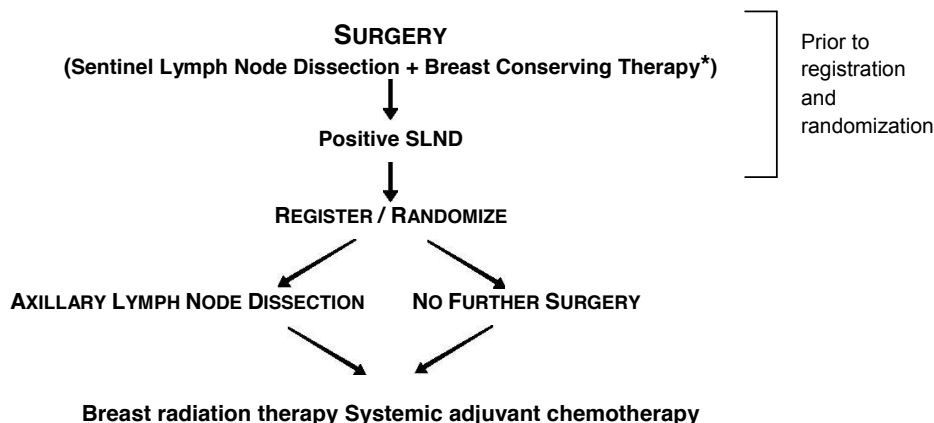 SURGERY
(Sentinel Lymph Node Dissection + Breast Conserving Therapy*)
Prior to
registration
and
randomization
Positive SLND
REGISTER / RANDOMIZE
AXILLARY LYMPH NODE DISSECTION
NO FURTHER SURGERY
Breast radiation therapy Systemic adjuvant chemotherapy